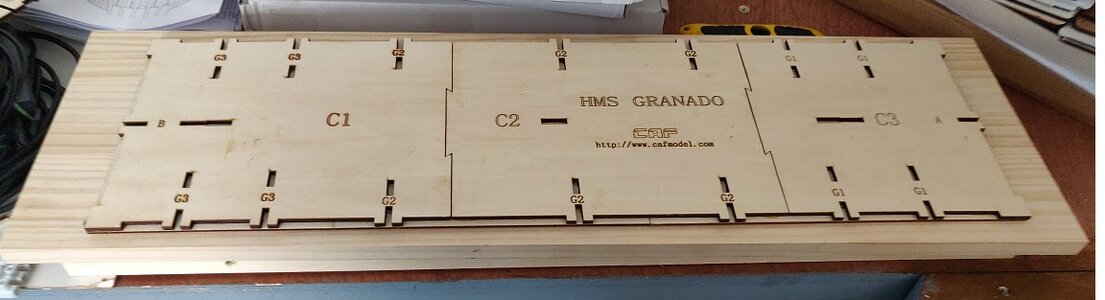 G3 G3 G2 G2 G2 G1 G1
HMS GRANADO
B C1 C2 C3 A
CAF
http://www.cafmodel.com
G3 G3 G2 G2 G2 G1 G1